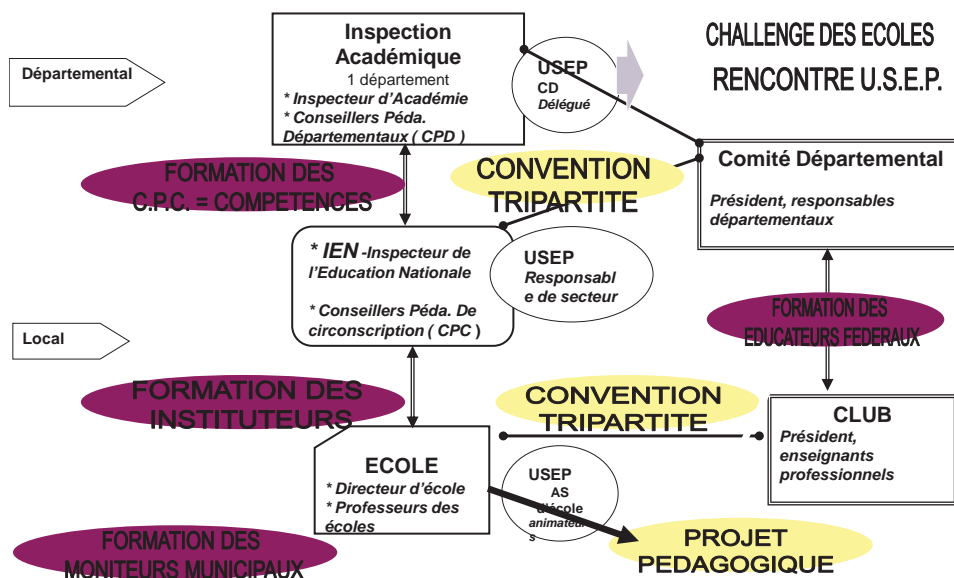 Départemental
Inspection
Académique
1 département
* Inspecteur d'Académie
* Conseillers Péda.
Départementaux ( CPD )
USEP
CD
Délégué
CHALLENGE DES ECOLES
RENCONTRE U.S.E.P.
FORMATION DES
C.P.C. = COMPETENCES
CONVENTION
TRIPARTITE
Comité Départemental
Président, responsables
départementaux
* IEN -Inspecteur de
l'Education Nationale
* Conseillers Péda. De
circonscription ( CPC )
USEP
Responsabl
e de secteur
Local
FORMATION DES
EDUCATEURS FEDERAUX
FORMATION DES
INSTITUTEURS
CONVENTION
TRIPARTITE
CLUB
Président,
enseignants
professionnels
ECOLE
* Directeur d'école
* Professeurs des
écoles
USEP
AS
d'école
animateur
s
FORMATION DES
MONITEURS MUNICIPAUX
PROJET
PEDAGOGIQUE